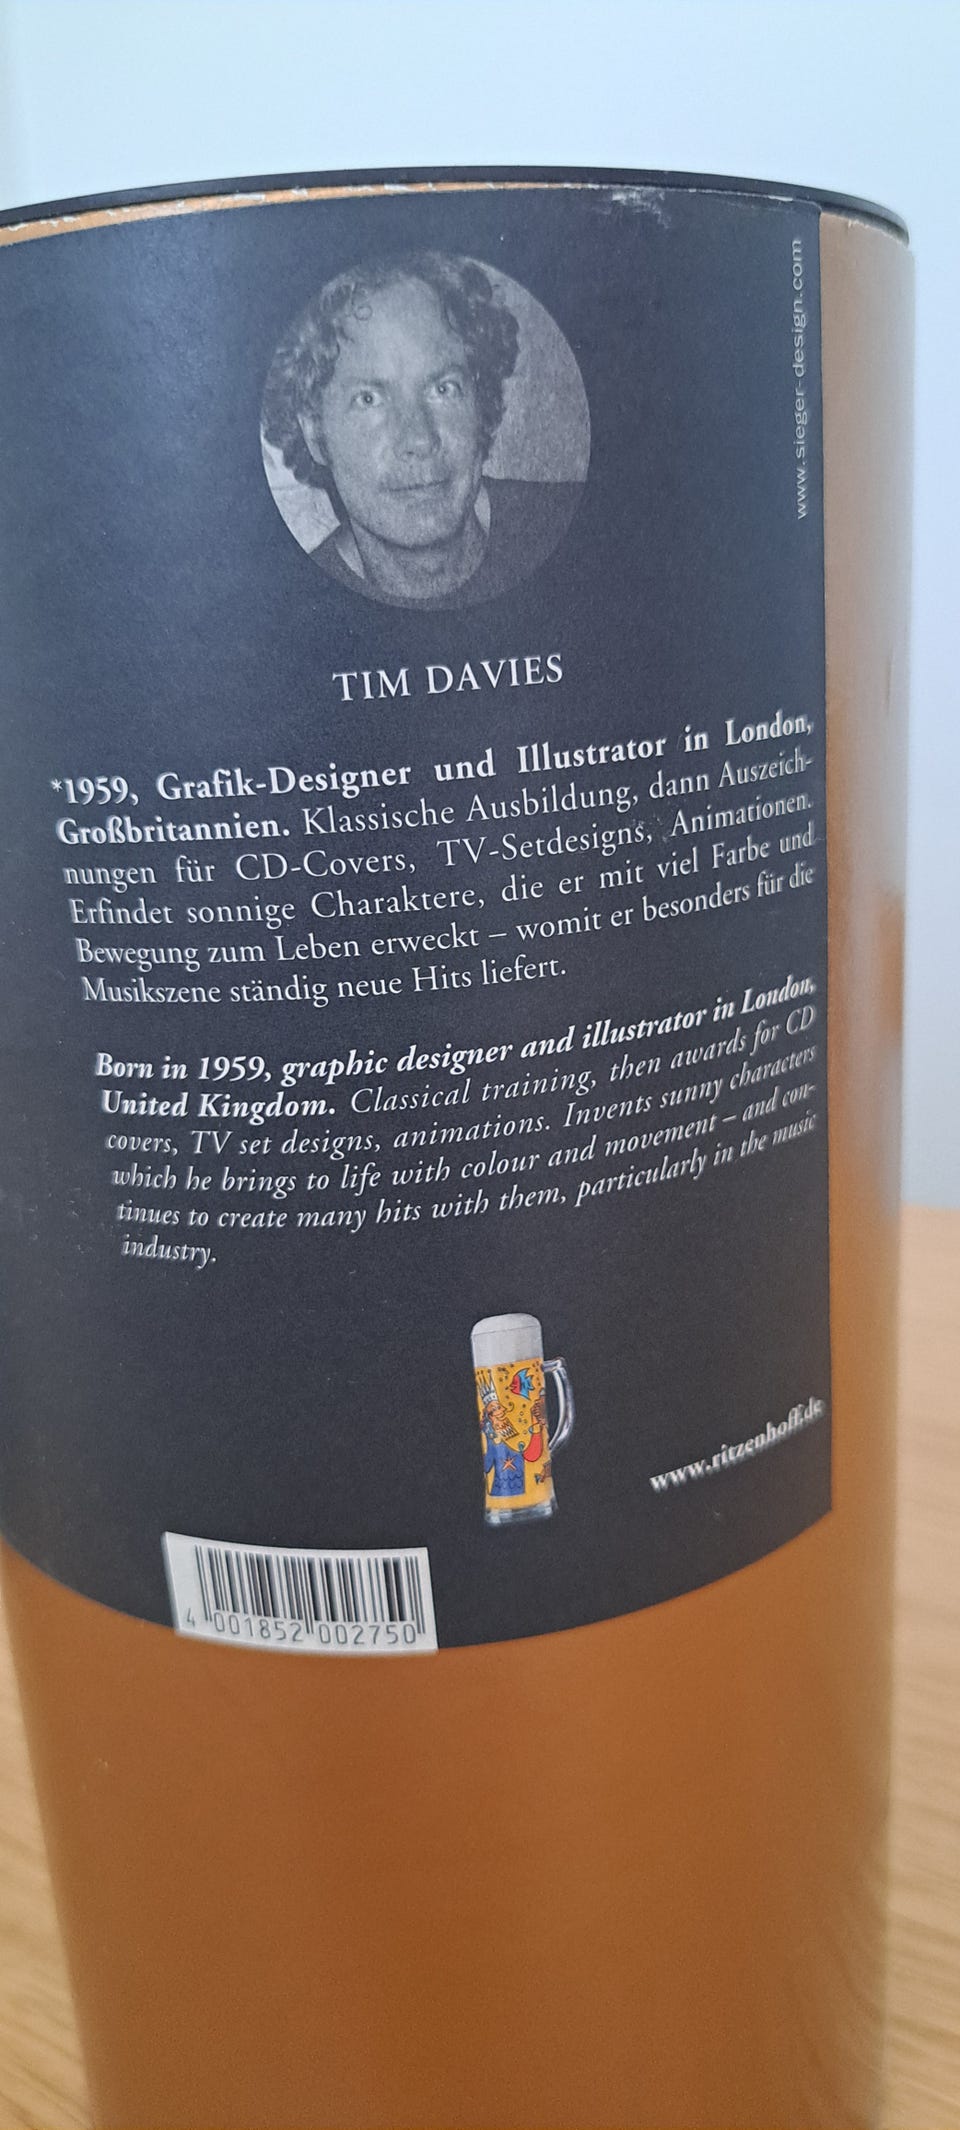 www.sieger-design.com
TIM DAVIES
*1959, Grafik-Designer und Illustrator in London,
Großbritannien. Klassische Ausbildung, dann Auszeich-
nungen für CD-Covers, TV-Setdesigns, Animationen.
Erfindet sonnige Charaktere, die er mit viel Farbe und
Bewegung zum Leben erweckt – womit er besonders für die
Musikszene ständig neue Hits liefert.
Born in 1959, graphic designer and illustrator in London,
United Kingdom. Classical training, then awards for CD
covers, TV set designs, animations. Invents sunny characters
which he brings to life with colour and movement – and con-
tinues to create many hits with them, particularly in the music
industry.
www.ritzenhoff.de
4 001852 002750